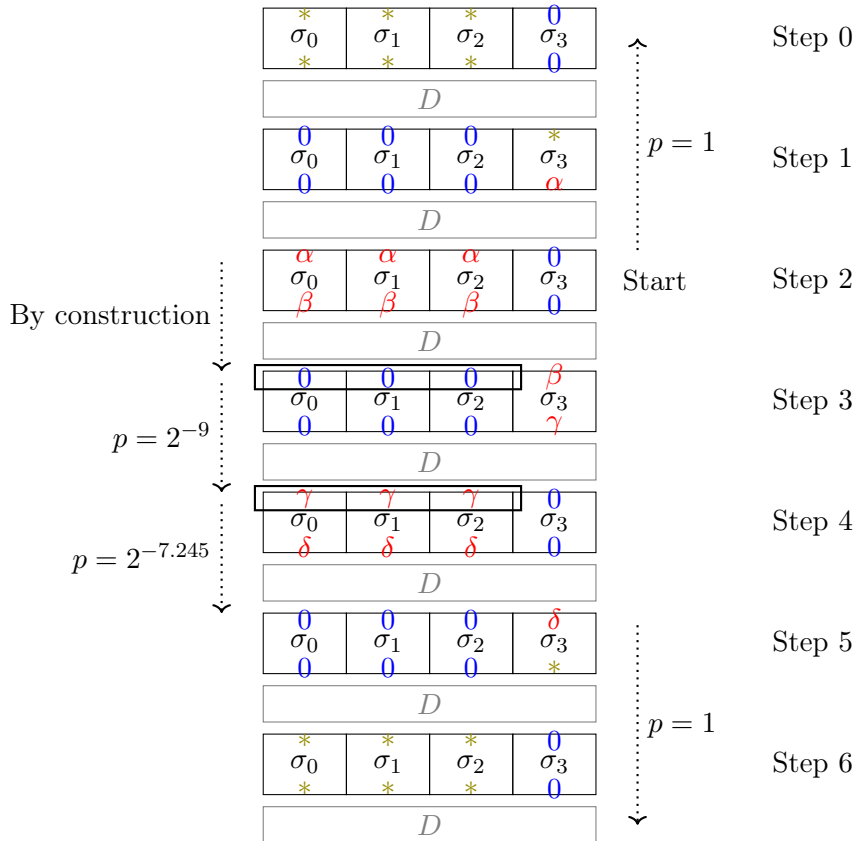 * * * 0
σ₀ σ₁ σ₂ σ₃ Step 0
* * * 0
D
0 0 0 *
σ₀ σ₁ σ₂ σ₃ p = 1 Step 1
0 0 0 α
D
α α α 0
σ₀ σ₁ σ₂ σ₃ Start Step 2
β β β 0
By construction
D
0 0 0 β
σ₀ σ₁ σ₂ σ₃ Step 3
0 0 0 γ
p = 2⁻⁹
D
γ γ γ 0
σ₀ σ₁ σ₂ σ₃ Step 4
δ δ δ 0
p = 2^{-7.245}
D
0 0 0 δ
σ₀ σ₁ σ₂ σ₃ Step 5
0 0 0 *
D
p = 1
* * * 0
σ₀ σ₁ σ₂ σ₃ Step 6
* * * 0
D